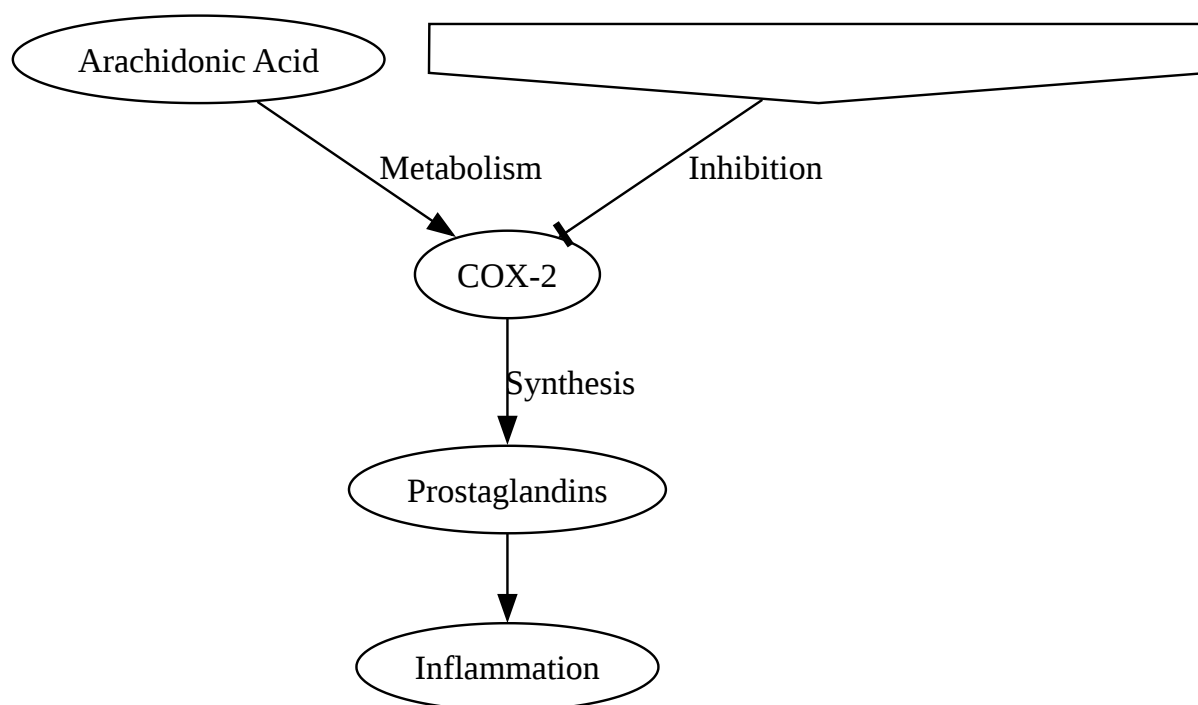 Arachidonic Acid
Metabolism
Inhibition
COX-2
Synthesis
Prostaglandins
Inflammation